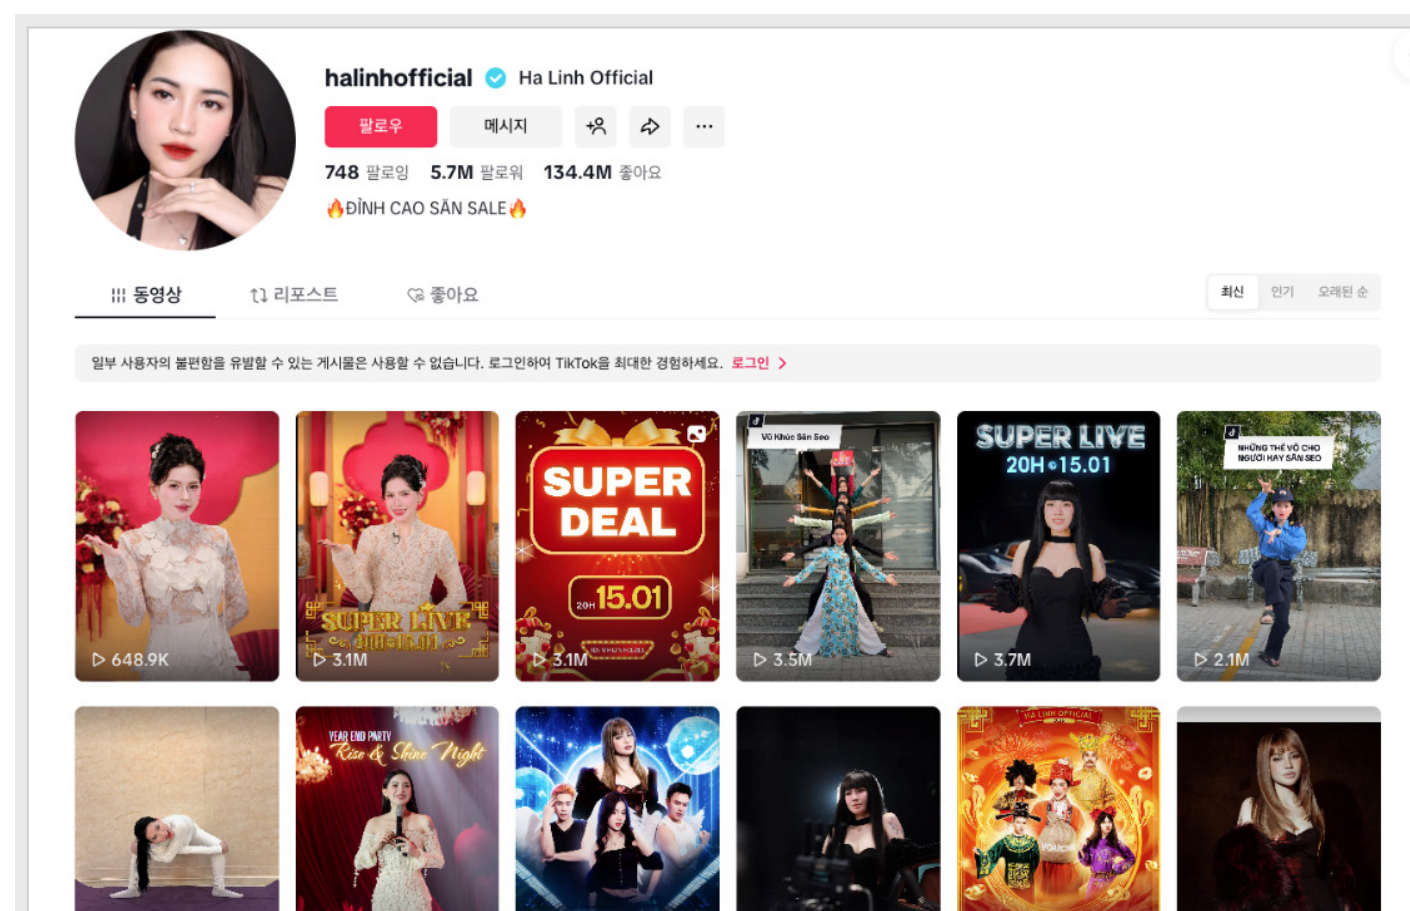 halinhofficial Ha Linh Official
팔로우 메시지
748 팔로잉 5.7M 팔로워 134.4M 좋아요
🔥ĐỈNH CAO SĂN SALE🔥
동영상 리포스트 좋아요
최신 인기 오래된 순
일부 사용자의 불편함을 유발할 수 있는 게시물은 사용할 수 없습니다. 로그인하여 TikTok을 최대한 경험하세요. 로그인
648.9K
SUPER LIVE
20H 15.01
3.1M
SUPER
DEAL
20H 15.01
3.1M
Vũ Khúc Săn Seo
3.5M
SUPER LIVE
20H 15.01
3.7M
NHỮNG THẾ VÕ CHO
NGƯỜI HAY SĂN SEO
2.1M
YEAR END PARTY
Rise & Shine Night
HA LINH OFFICIAL
VOUCHER